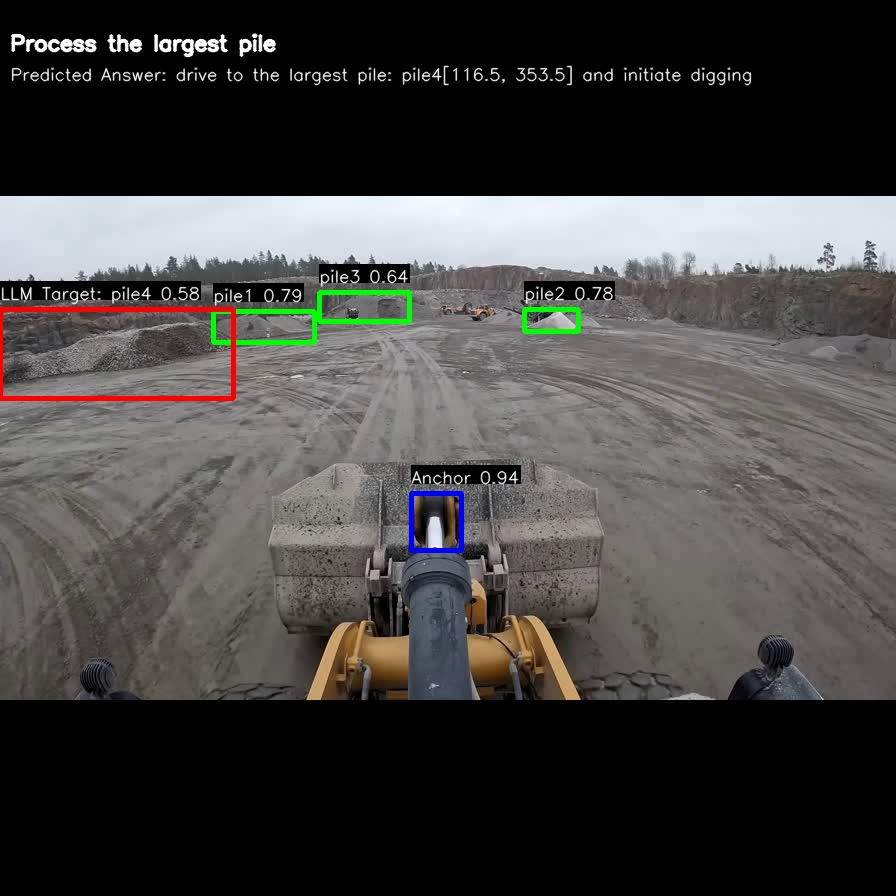 Process the largest pile
Predicted Answer: drive to the largest pile: pile4[116.5, 353.5] and initiate digging
pile3 0.64
LLM Target: pile4 0.58
pile1 0.79
pile2 0.78
Anchor 0.94